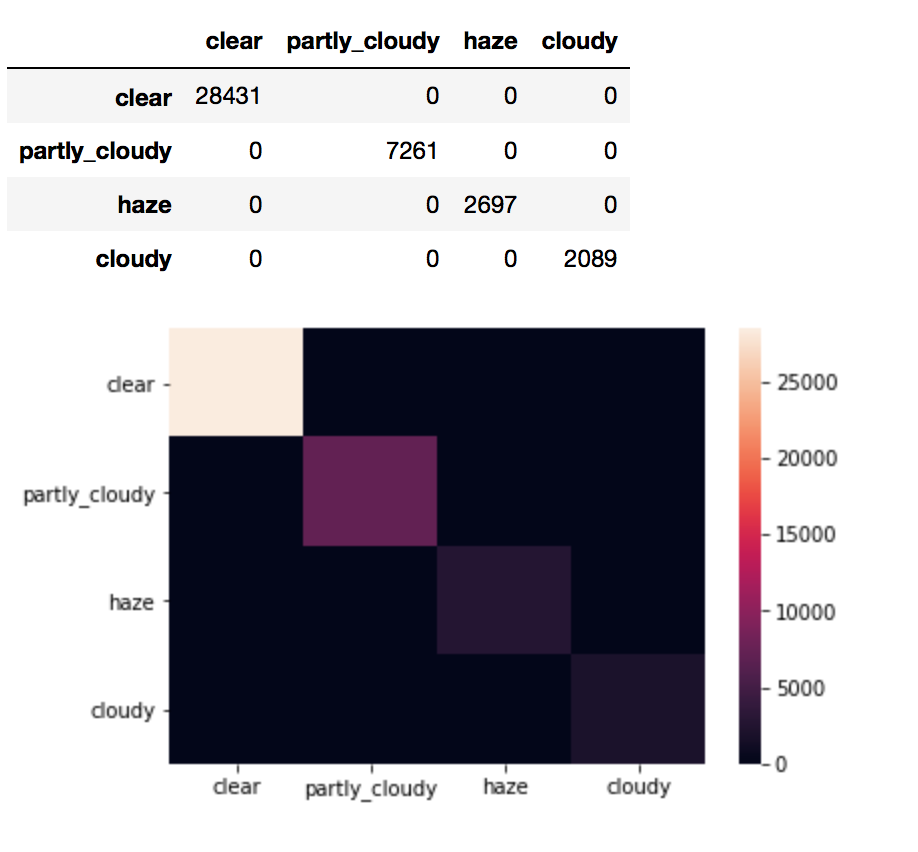 clear partly_cloudy haze cloudy
clear 28431 0 0 0
partly_cloudy 0 7261 0 0
haze 0 0 2697 0
cloudy 0 0 0 2089
clear
partly_cloudy
haze
cloudy
clear partly_cloudy haze cloudy
25000
20000
15000
10000
5000
0